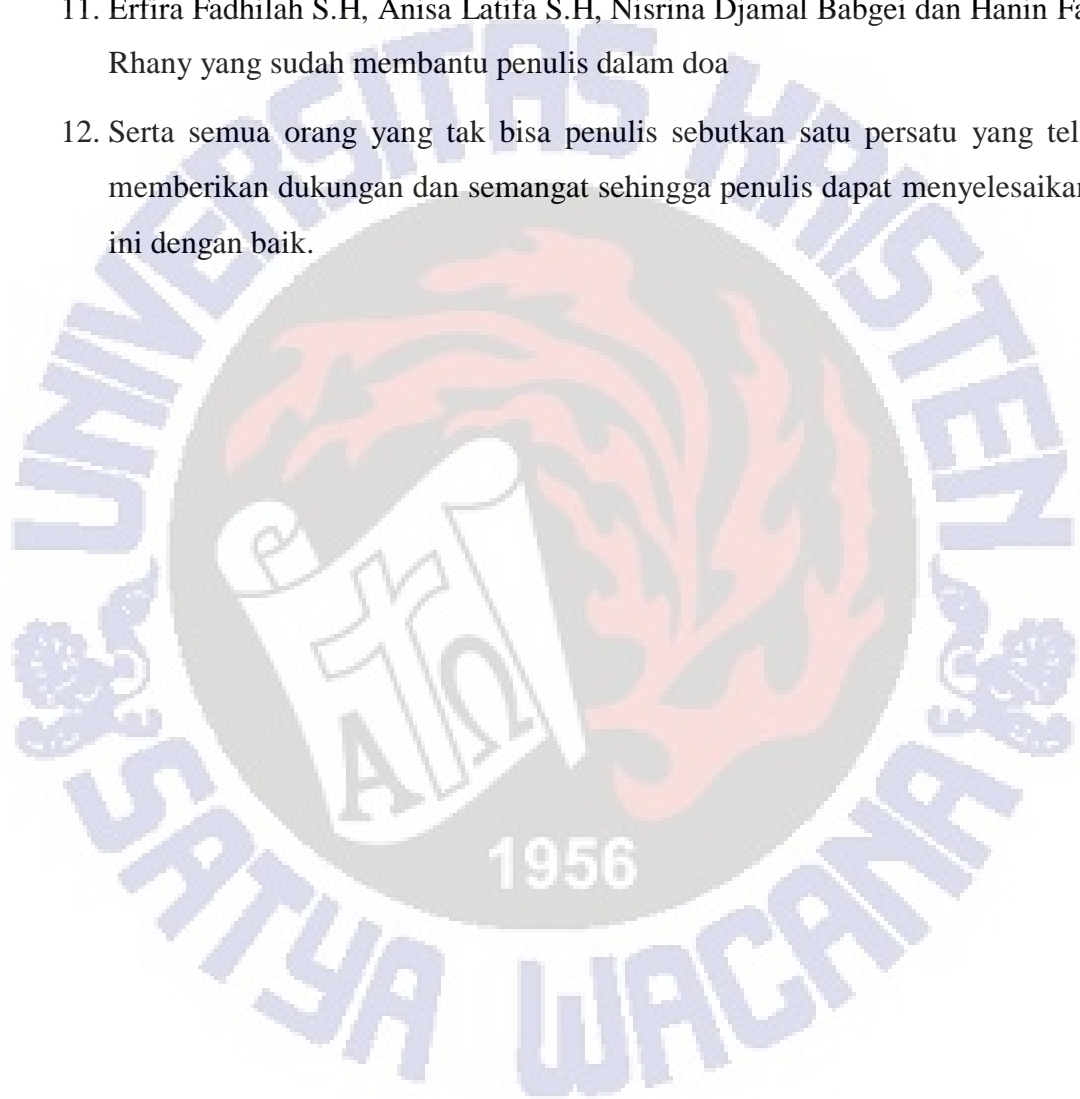 11. Erfira Fadhilah S.H, Anisa Latifa S.H, Nisrina Djamal Babgei dan Hanin Fa
Rhany yang sudah membantu penulis dalam doa
12. Serta semua orang yang tak bisa penulis sebutkan satu persatu yang tel
memberikan dukungan dan semangat sehingga penulis dapat menyelesaikan
ini dengan baik.
UNIVERSITAS KRISTEN
Α Ω
1956
SATYA WACANA